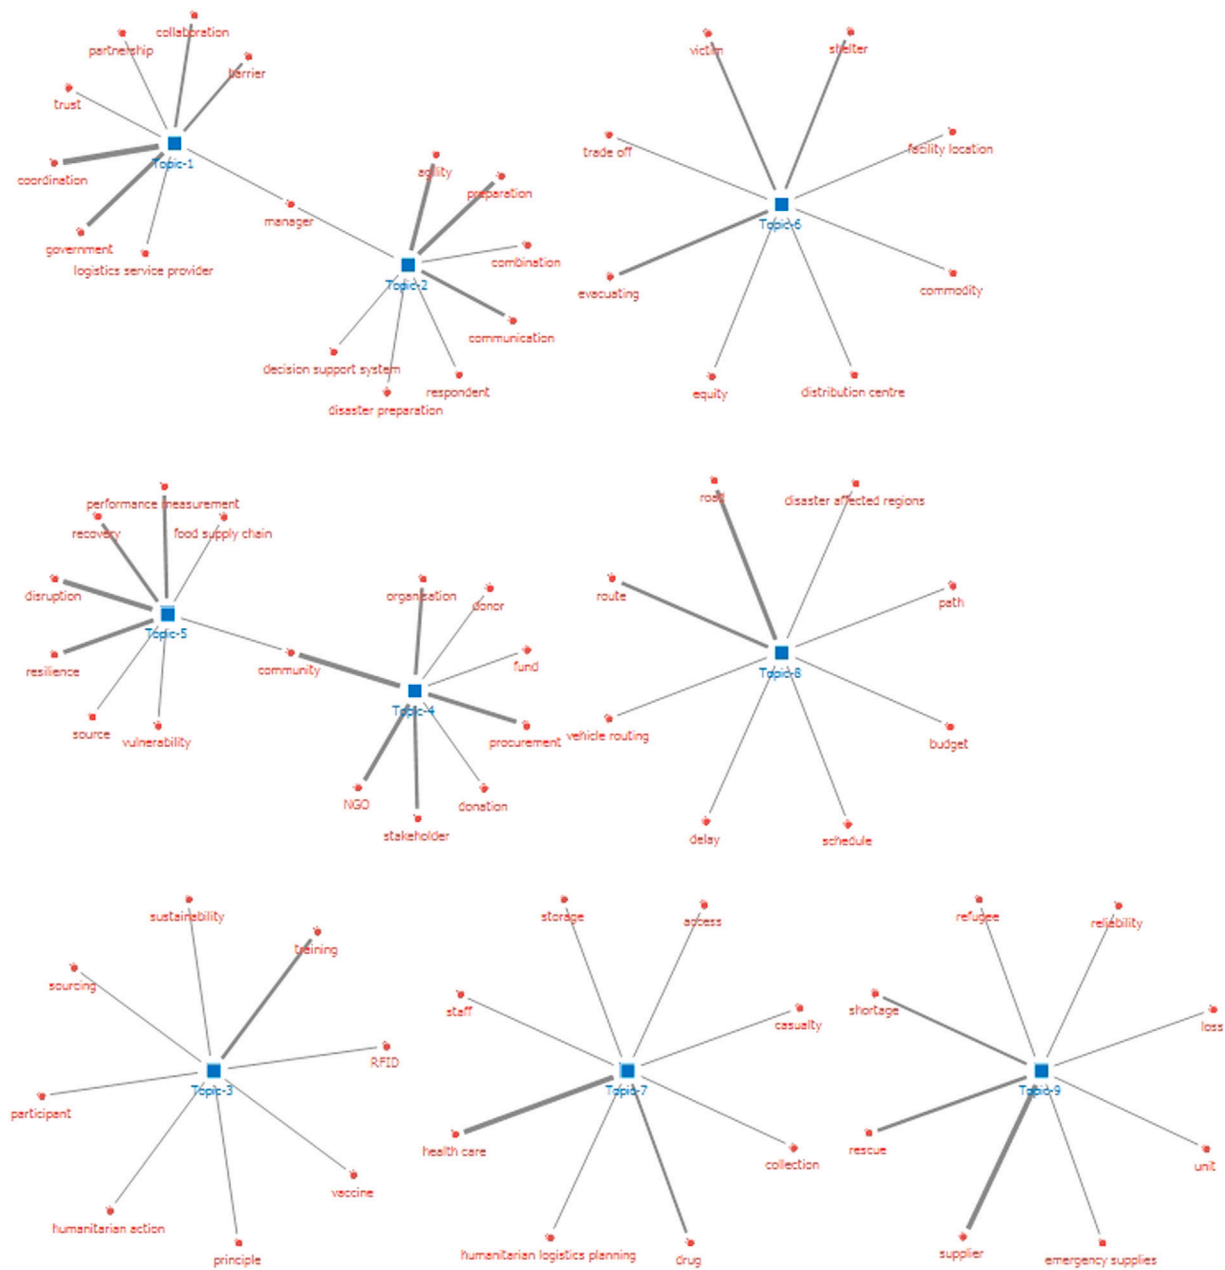 collaboration
partnership
barrier
trust
Topic-1
coordination
government
logistics service provider
manager
agility
preparation
combination
Topic-2
communication
decision support system
respondent
disaster preparation
victim
shelter
trade off
facility location
Topic-6
evacuating
commodity
equity
distribution centre
performance measurement
recovery
food supply chain
disruption
Topic-5
resilience
community
source
vulnerability
organisation
donor
fund
Topic-4
procurement
NGO
donation
stakeholder
road
disaster affected regions
route
path
Topic-8
vehicle routing
budget
delay
schedule
sustainability
training
sourcing
RFID
Topic-3
participant
vaccine
humanitarian action
principle
storage
access
staff
casualty
Topic-7
health care
collection
humanitarian logistics planning
drug
refugee
reliability
shortage
loss
Topic-9
rescue
unit
supplier
emergency supplies